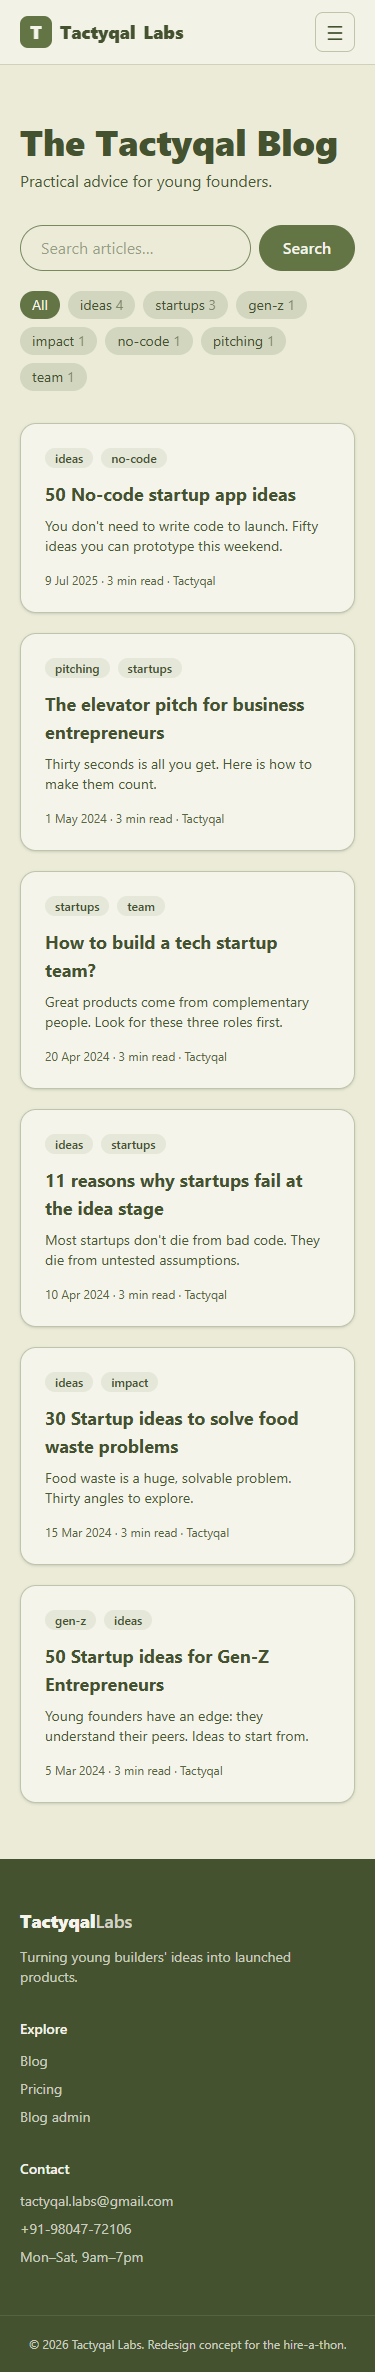 T Tactyqal Labs ☰
The Tactyqal Blog
Practical advice for young founders.
Search articles... Search
All ideas 4 startups 3 gen-z 1
impact 1 no-code 1 pitching 1
team 1
ideas no-code
50 No-code startup app ideas
You don't need to write code to launch. Fifty
ideas you can prototype this weekend.
9 Jul 2025 · 3 min read · Tactyqal
pitching startups
The elevator pitch for business
entrepreneurs
Thirty seconds is all you get. Here is how to
make them count.
1 May 2024 · 3 min read · Tactyqal
startups team
How to build a tech startup
team?
Great products come from complementary
people. Look for these three roles first.
20 Apr 2024 · 3 min read · Tactyqal
ideas startups
11 reasons why startups fail at
the idea stage
Most startups don't die from bad code. They
die from untested assumptions.
10 Apr 2024 · 3 min read · Tactyqal
ideas impact
30 Startup ideas to solve food
waste problems
Food waste is a huge, solvable problem.
Thirty angles to explore.
15 Mar 2024 · 3 min read · Tactyqal
gen-z ideas
50 Startup ideas for Gen-Z
Entrepreneurs
Young founders have an edge: they
understand their peers. Ideas to start from.
5 Mar 2024 · 3 min read · Tactyqal
TactyqalLabs
Turning young builders' ideas into launched
products.
Explore
Blog
Pricing
Blog admin
Contact
tactyqal.labs@gmail.com
+91-98047-72106
Mon–Sat, 9am–7pm
© 2026 Tactyqal Labs. Redesign concept for the hire-a-thon.